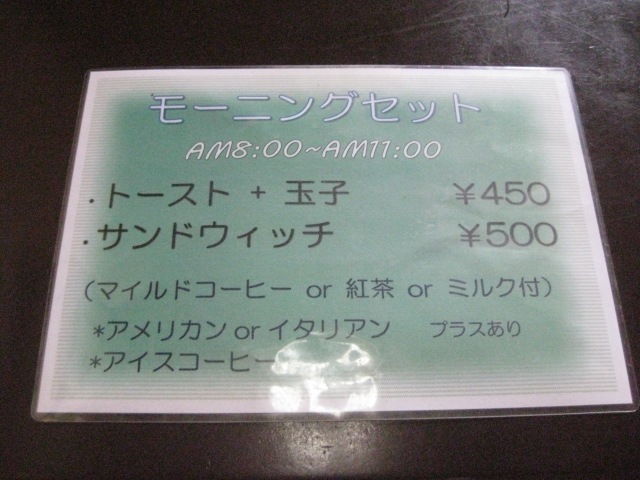 モーニングセット
AM8:00~AM11:00
・トースト + 玉子 ¥450
・サンドウィッチ ¥500
（マイルドコーヒー or 紅茶 or ミルク付）
*アメリカン or イタリアン プラスあり
*アイスコーヒー